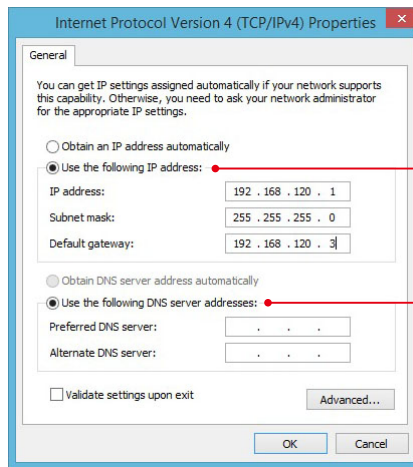 Internet Protocol Version 4 (TCP/IPv4) Properties
General
You can get IP settings assigned automatically if your network supports
this capability. Otherwise, you need to ask your network administrator
for the appropriate IP settings.
Obtain an IP address automatically
Use the following IP address:
IP address: 192 . 168 . 120 . 1
Subnet mask: 255 . 255 . 255 . 0
Default gateway: 192 . 168 . 120 . 3
Obtain DNS server address automatically
Use the following DNS server addresses:
Preferred DNS server: . . .
Alternate DNS server: . . .
Validate settings upon exit
Advanced...
OK Cancel